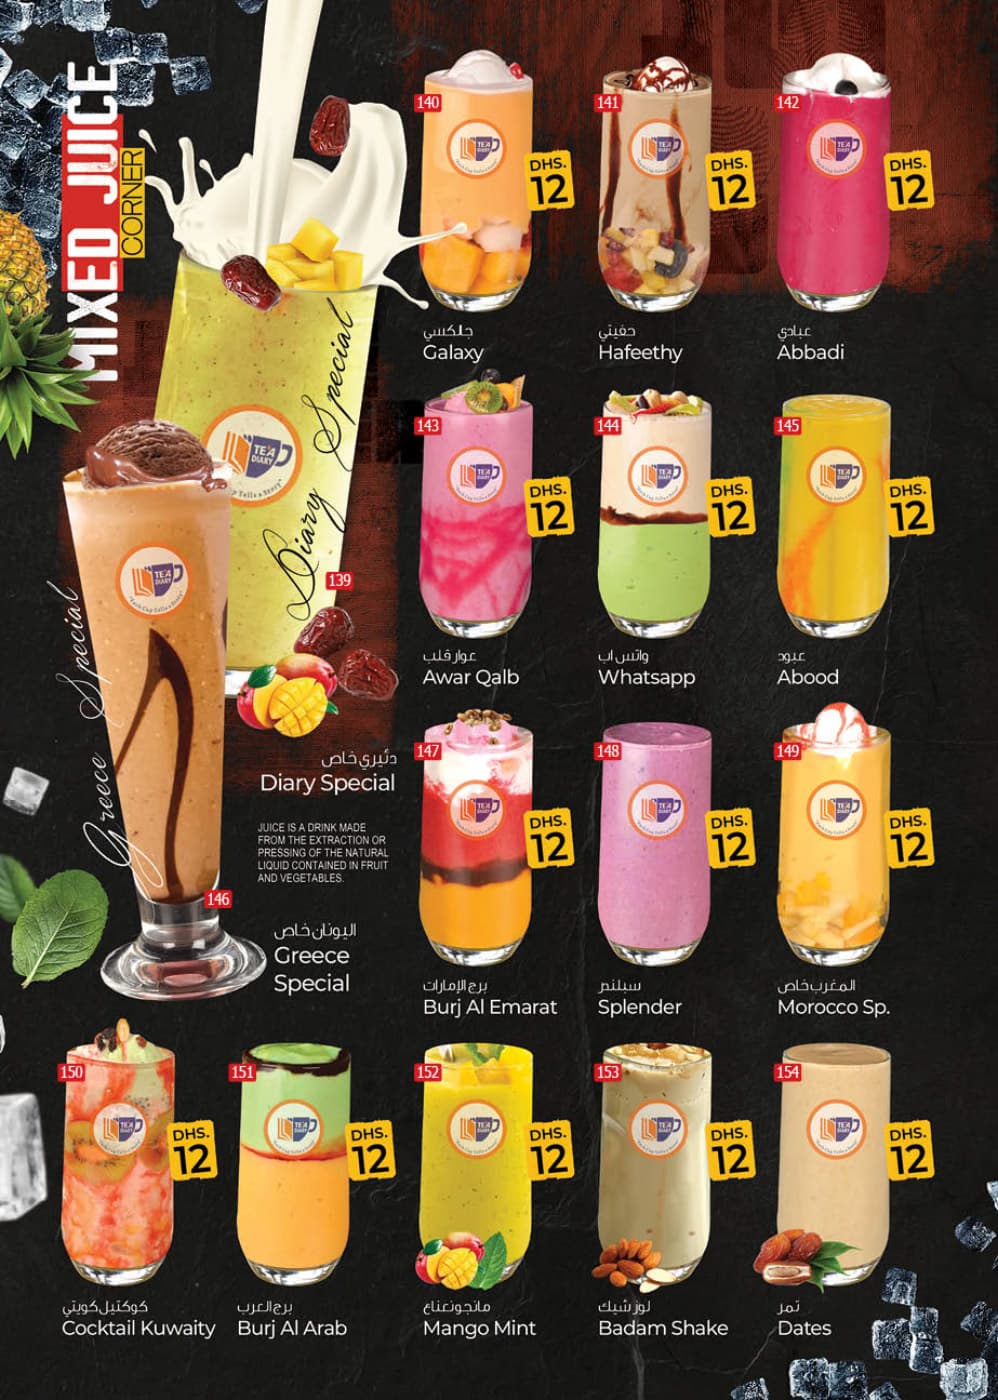 MIXED JUICE
CORNER
140
DHS.
12
جالكسي
Galaxy
141
DHS.
12
حفيتي
Hafeethy
142
DHS.
12
عبادي
Abbadi
143
DHS.
12
عوار قلب
Awar Qalb
144
DHS.
12
واتس اب
Whatsapp
145
DHS.
12
عبود
Abood
Diary Special
139
دئيري خاص
Diary Special
JUICE IS A DRINK MADE
FROM THE EXTRACTION OR
PRESSING OF THE NATURAL
LIQUID CONTAINED IN FRUIT
AND VEGETABLES.
Greece Special
146
اليونان خاص
Greece
Special
TEA
DIARY
"Each Cup Tells a Story"
147
DHS.
12
برج الإمارات
Burj Al Emarat
148
DHS.
12
سبلندر
Splender
149
DHS.
12
المغرب خاص
Morocco Sp.
150
DHS.
12
كوكتيل كويتي
Cocktail Kuwaity
151
DHS.
12
برج العرب
Burj Al Arab
152
DHS.
12
مانجو نعناع
Mango Mint
153
DHS.
12
لوز شيك
Badam Shake
154
DHS.
12
تمر
Dates